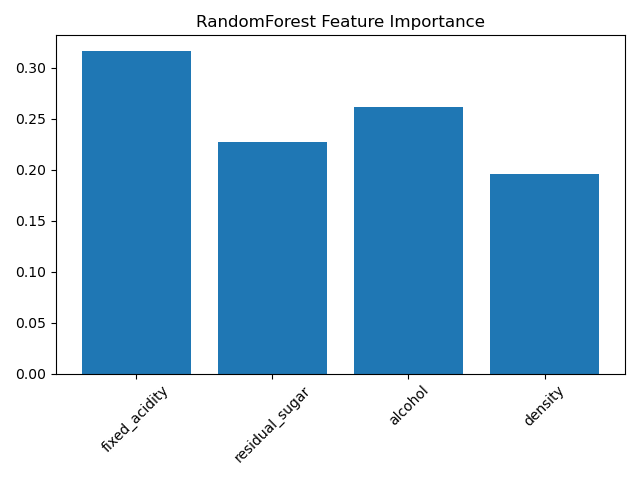 RandomForest Feature Importance
0.30
0.25
0.20
0.15
0.10
0.05
0.00
fixed_acidity
residual_sugar
alcohol
density